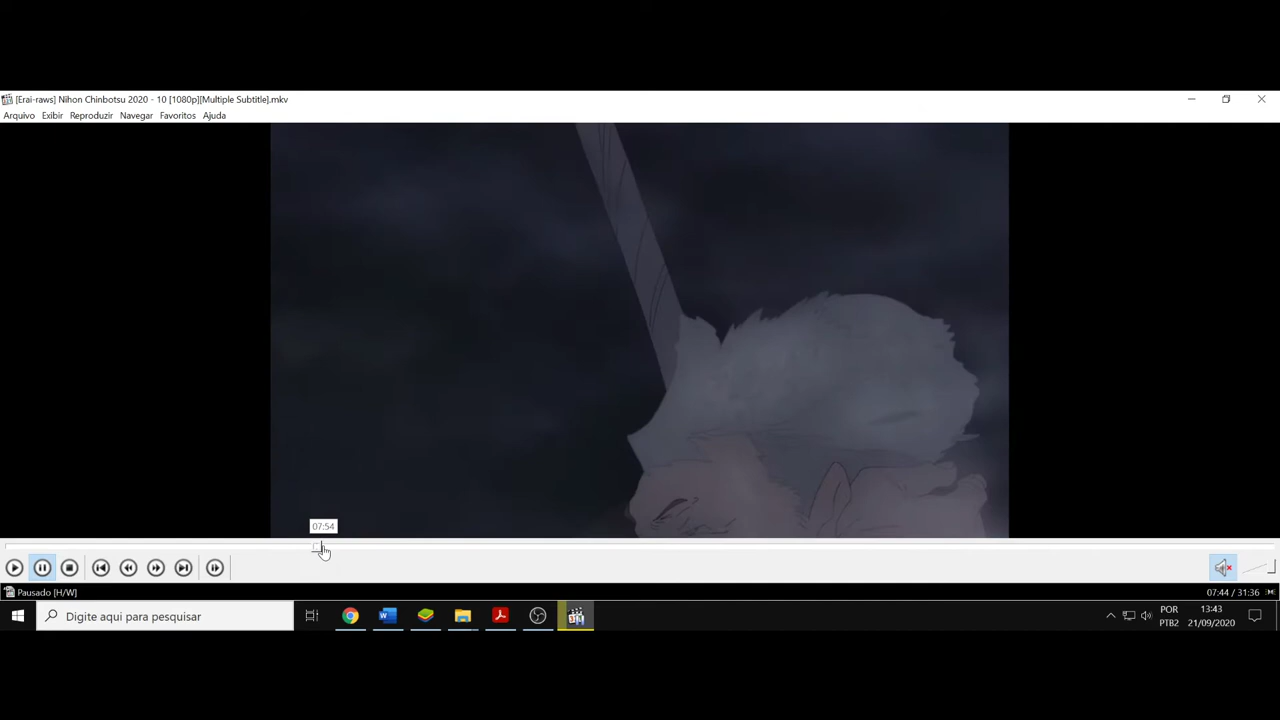 [Erai-raws] Nihon Chinbotsu 2020 - 10 [1080p][Multiple Subtitle].mkv
Arquivo Exibir Reproduzir Navegar Favoritos Ajuda
07:54
Pausado [H/W]
07:44 / 31:36
Digite aqui para pesquisar
POR
PTB2
13:43
21/09/2020